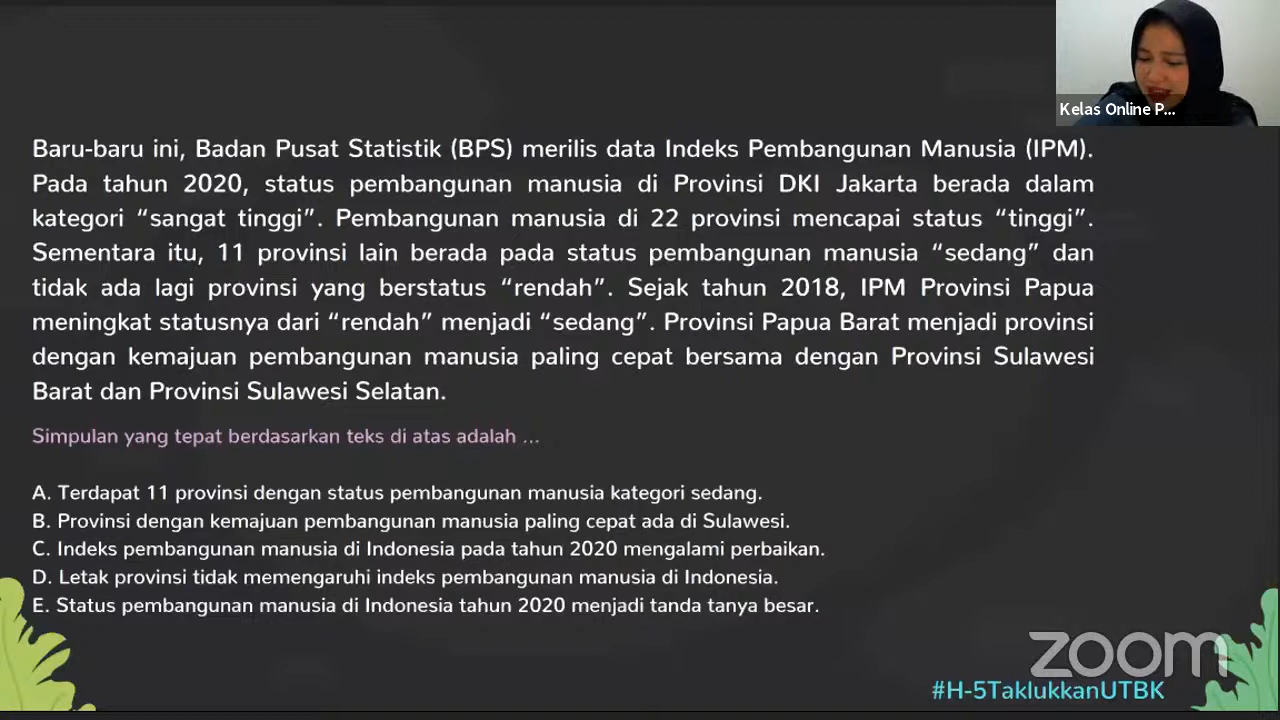 Kelas Online P...
Baru-baru ini, Badan Pusat Statistik (BPS) merilis data Indeks Pembangunan Manusia (IPM).
Pada tahun 2020, status pembangunan manusia di Provinsi DKI Jakarta berada dalam
kategori “sangat tinggi”. Pembangunan manusia di 22 provinsi mencapai status “tinggi”.
Sementara itu, 11 provinsi lain berada pada status pembangunan manusia “sedang” dan
tidak ada lagi provinsi yang berstatus “rendah”. Sejak tahun 2018, IPM Provinsi Papua
meningkat statusnya dari “rendah” menjadi “sedang”. Provinsi Papua Barat menjadi provinsi
dengan kemajuan pembangunan manusia paling cepat bersama dengan Provinsi Sulawesi
Barat dan Provinsi Sulawesi Selatan.
Simpulan yang tepat berdasarkan teks di atas adalah ...
A. Terdapat 11 provinsi dengan status pembangunan manusia kategori sedang.
B. Provinsi dengan kemajuan pembangunan manusia paling cepat ada di Sulawesi.
C. Indeks pembangunan manusia di Indonesia pada tahun 2020 mengalami perbaikan.
D. Letak provinsi tidak memengaruhi indeks pembangunan manusia di Indonesia.
E. Status pembangunan manusia di Indonesia tahun 2020 menjadi tanda tanya besar.
zoom
#H-5TaklukkanUTBK